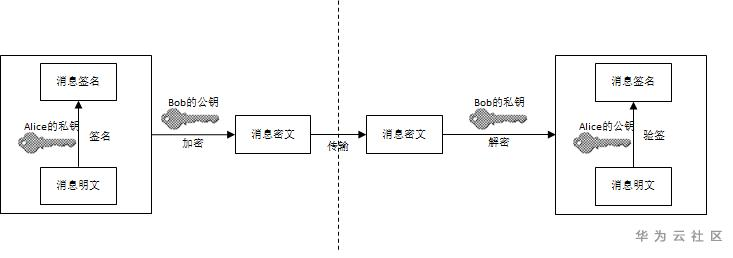 消息签名
Alice的私钥
签名
消息明文
Bob的公钥
加密
消息密文
传输
消息密文
Bob的私钥
解密
消息签名
Alice的公钥
验签
消息明文
华为云社区